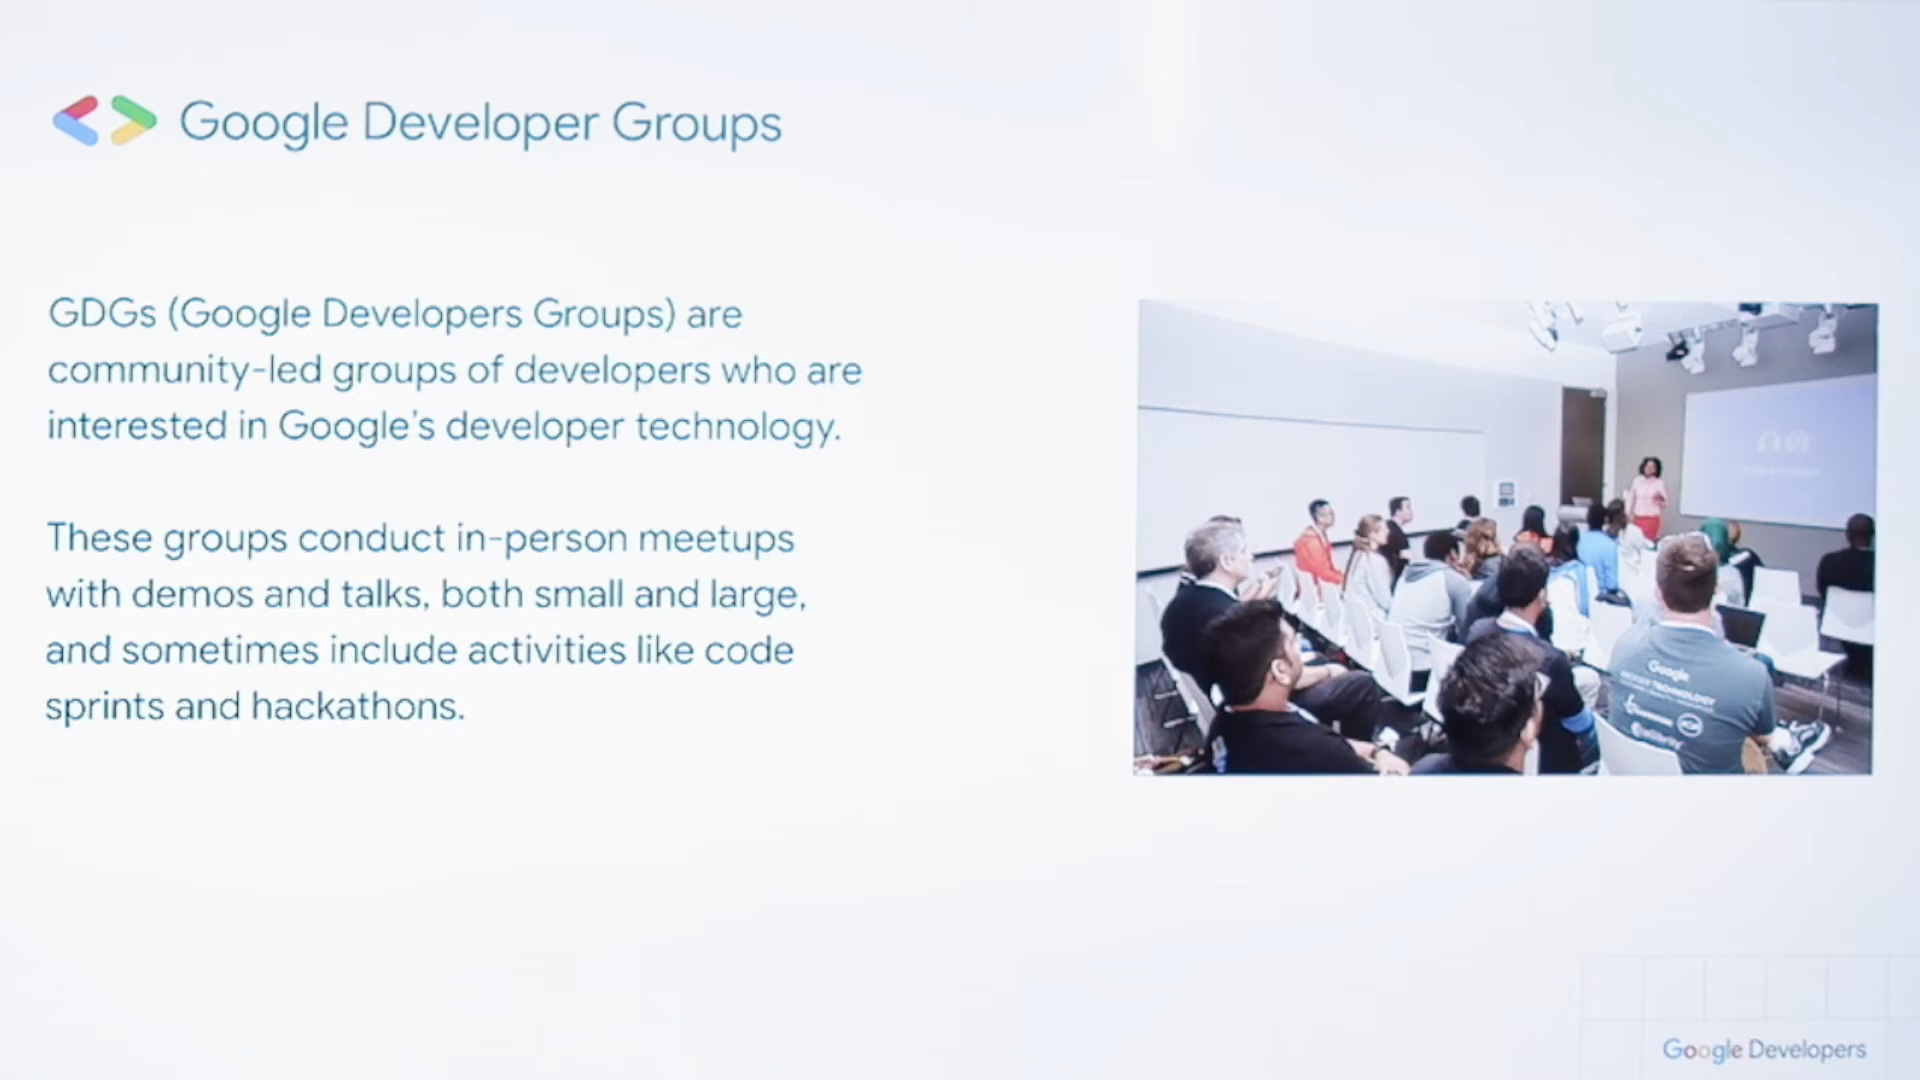 Google Developer Groups
GDGs (Google Developers Groups) are
community-led groups of developers who are
interested in Google's developer technology.
These groups conduct in-person meetups
with demos and talks, both small and large,
and sometimes include activities like code
sprints and hackathons.
Google
TECHNOLOGY
Google Developers